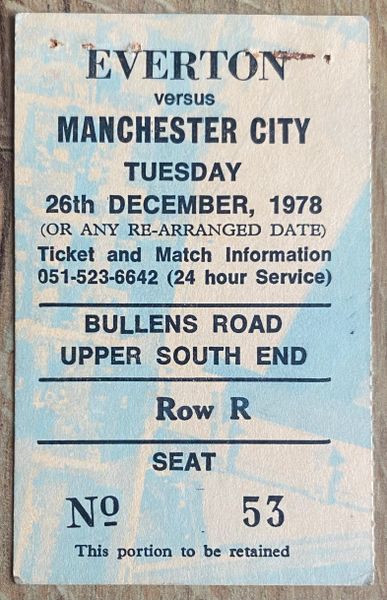 EVERTON
versus
MANCHESTER CITY
TUESDAY
26th DECEMBER, 1978
(OR ANY RE-ARRANGED DATE)
Ticket and Match Information
051-523-6642 (24 hour Service)
BULLENS ROAD
UPPER SOUTH END
Row R
SEAT
Nº 53
This portion to be retained